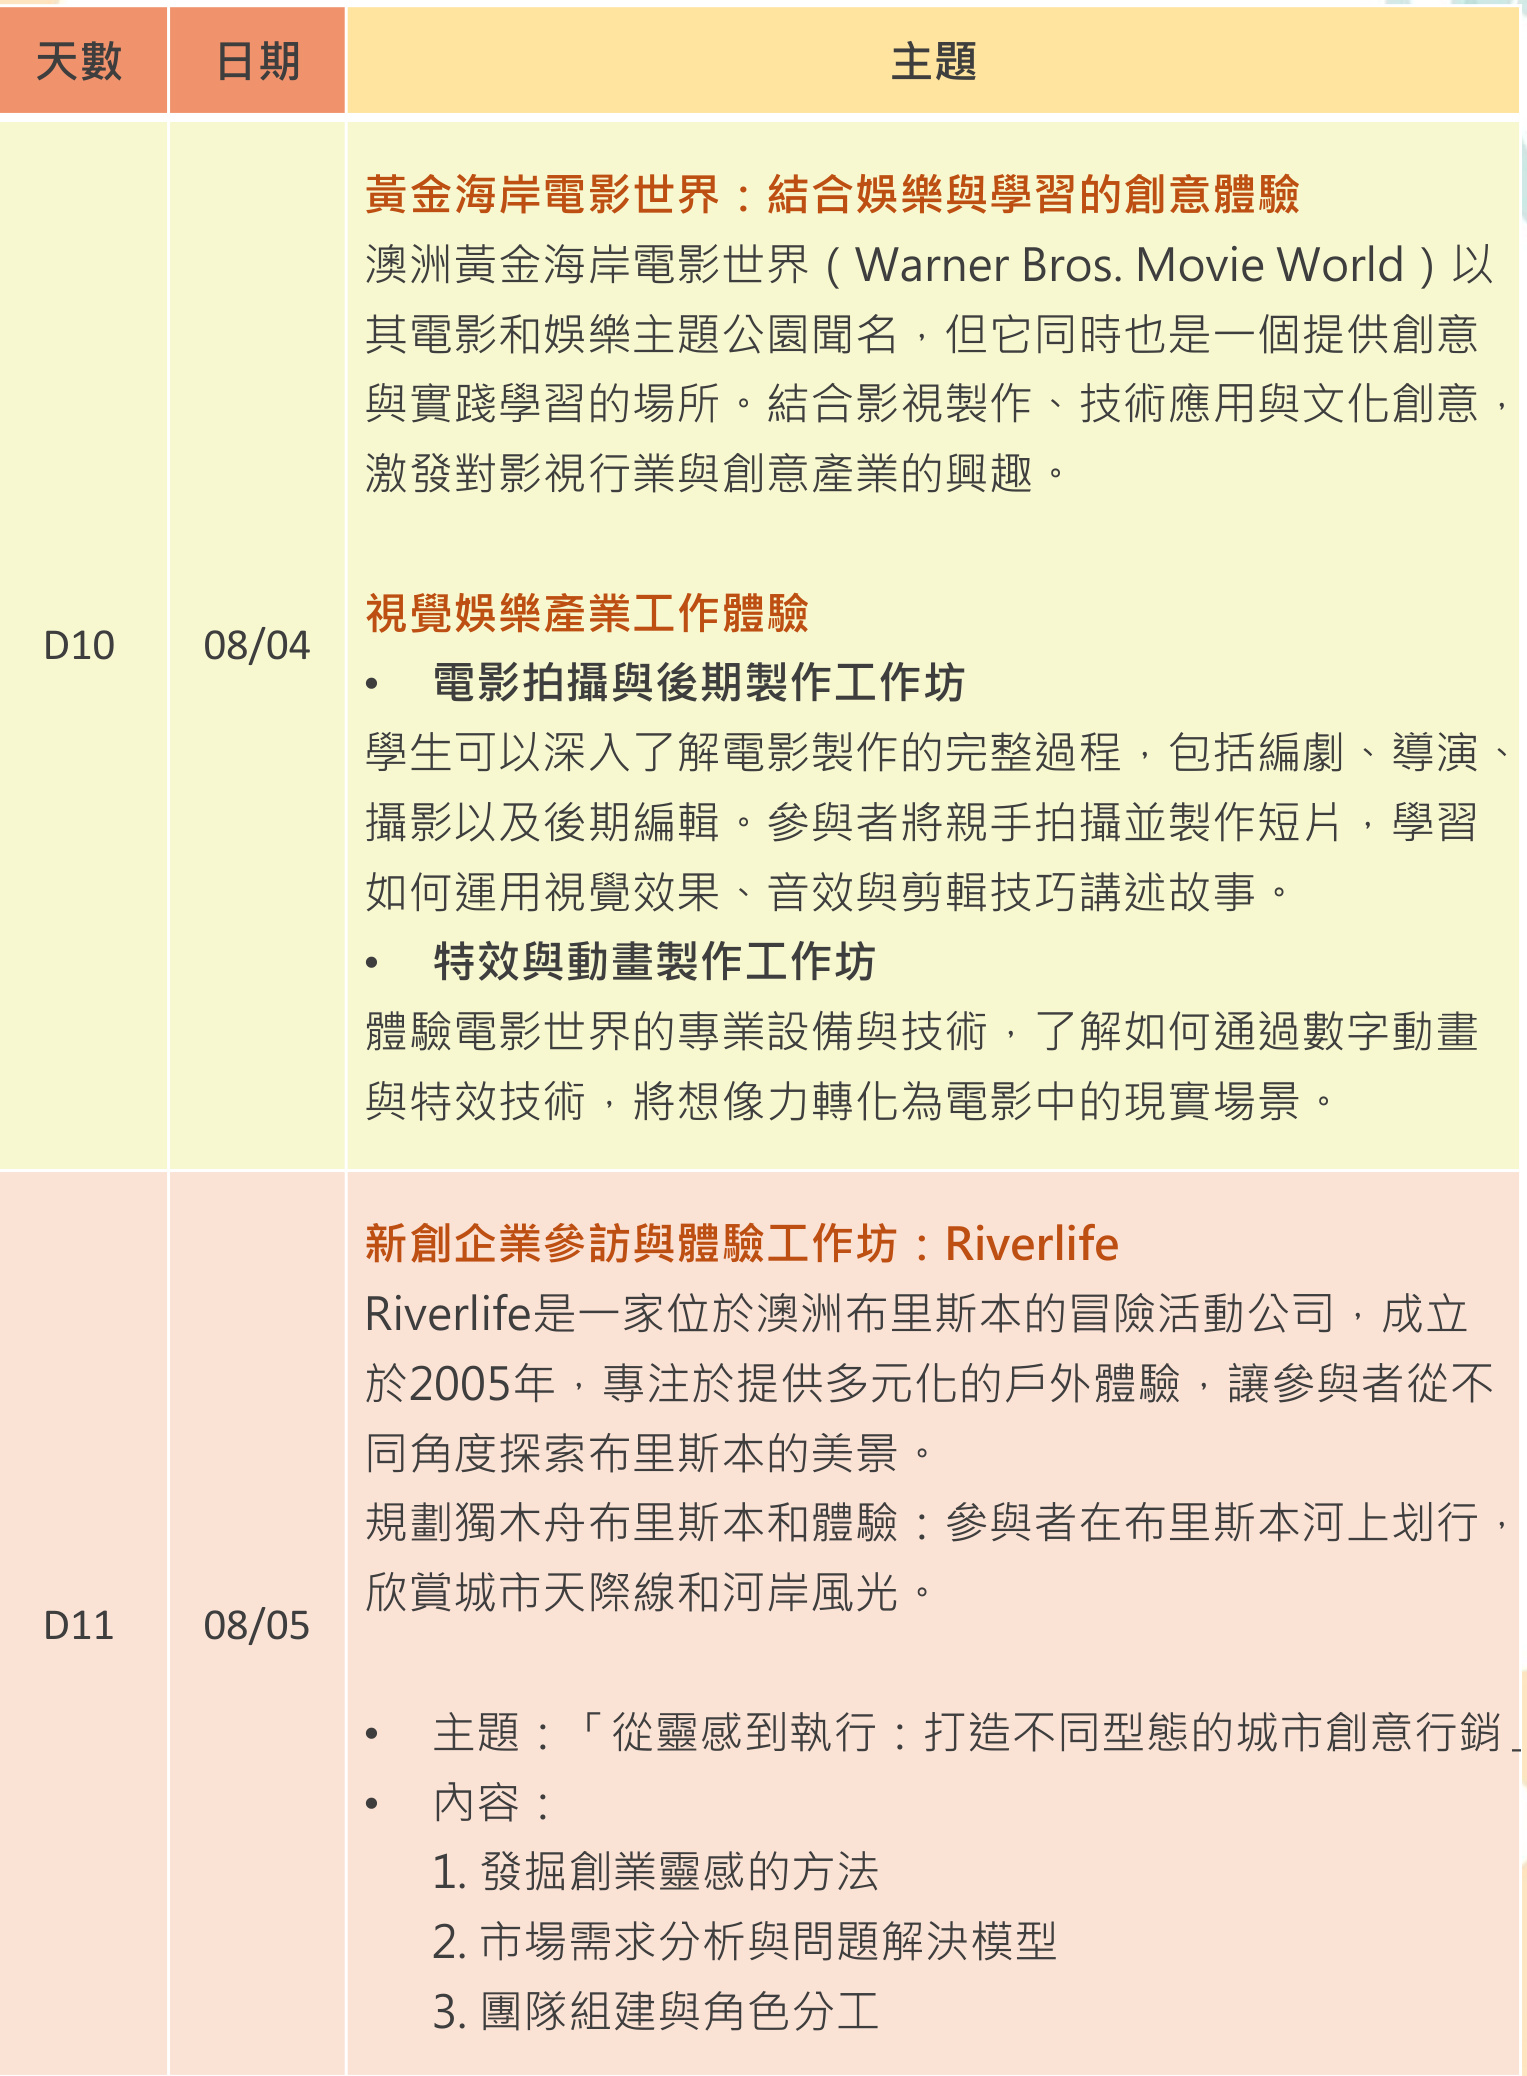 天數 日期 主題
黃金海岸電影世界：結合娛樂與學習的創意體驗
澳洲黃金海岸電影世界（Warner Bros. Movie World）以
其電影和娛樂主題公園聞名，但它同時也是一個提供創意
與實踐學習的場所。結合影視製作、技術應用與文化創意，
激發對影視行業與創意產業的興趣。
視覺娛樂產業工作體驗
D10 08/04
• 電影拍攝與後期製作工作坊
學生可以深入了解電影製作的完整過程，包括編劇、導演、
攝影以及後期編輯。參與者將親手拍攝並製作短片，學習
如何運用視覺效果、音效與剪輯技巧講述故事。
• 特效與動畫製作工作坊
體驗電影世界的專業設備與技術，了解如何通過數字動畫
與特效技術，將想像力轉化為電影中的現實場景。
新創企業參訪與體驗工作坊：Riverlife
Riverlife是一家位於澳洲布里斯本的冒險活動公司，成立
於2005年，專注於提供多元化的戶外體驗，讓參與者從不
同角度探索布里斯本的美景。
規劃獨木舟布里斯本和體驗：參與者在布里斯本河上划行，
欣賞城市天際線和河岸風光。
D11 08/05
• 主題：「從靈感到執行：打造不同型態的城市創意行銷」
• 內容：
1. 發掘創業靈感的方法
2. 市場需求分析與問題解決模型
3. 團隊組建與角色分工